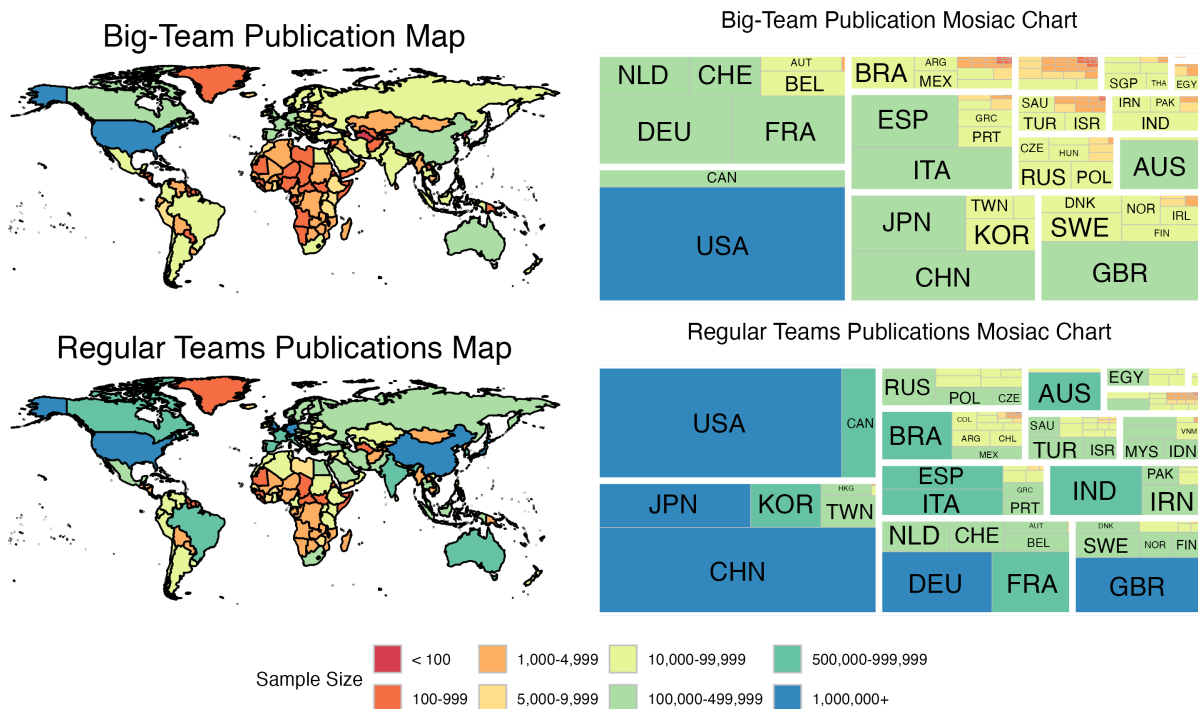 Big-Team Publication Map
Big-Team Publication Mosiac Chart
NLD CHE AUT
BEL
DEU FRA
CAN
USA
BRA ARG
MEX
SGP THA EGY
ESP GRC
PRT
ITA
SAU
TUR ISR
IRN PAK
IND
CZE HUN
RUS POL
AUS
JPN TWN
KOR
CHN
DNK
SWE NOR IRL
FIN
GBR
Regular Teams Publications Map
Regular Teams Publications Mosiac Chart
USA CAN
JPN KOR HKG
TWN
CHN
RUS POL CZE
AUS
EGY
BRA COL
ARG CHL
MEX
SAU
TUR ISR
VNM
MYS IDN
ESP
ITA GRC
PRT
IND PAK
IRN
NLD CHE AUT
BEL
DEU FRA
DNK
SWE NOR FIN
GBR
Sample Size
< 100
100-999
1,000-4,999
5,000-9,999
10,000-99,999
100,000-499,999
500,000-999,999
1,000,000+